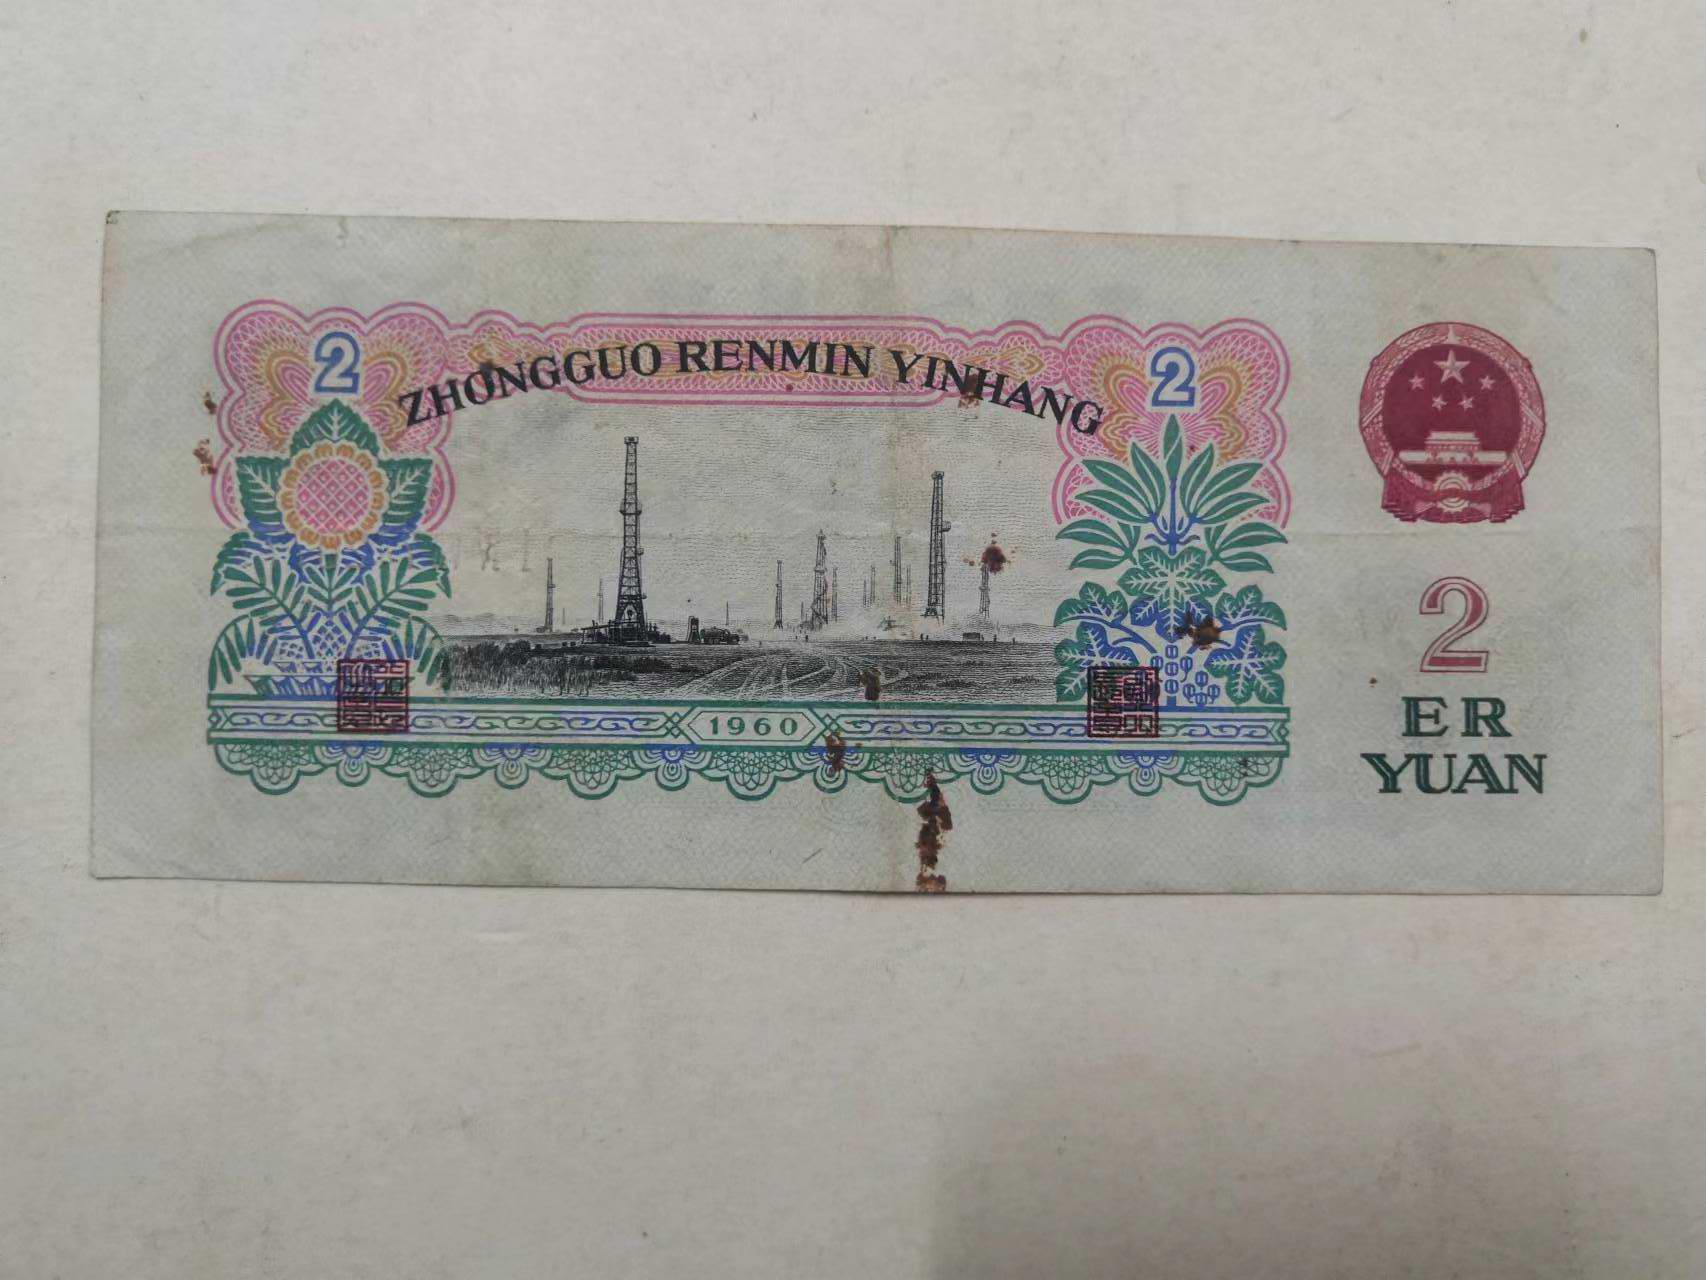 2
2
ZHONGGUO RENMIN YINHANG
1960
2
ER
YUAN